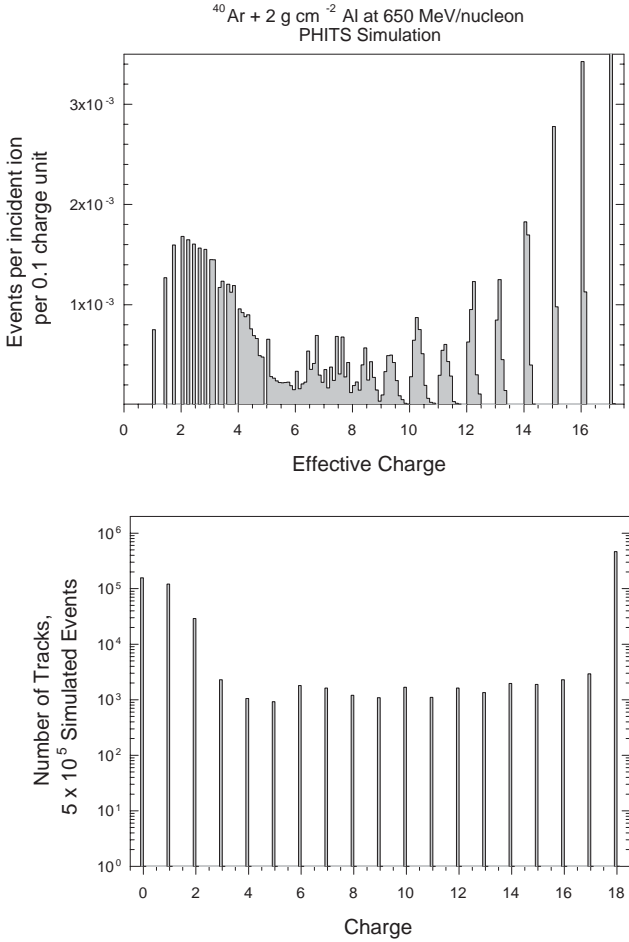 ⁴⁰Ar + 2 g cm⁻² Al at 650 MeV/nucleon
PHITS Simulation
Events per incident ion
per 0.1 charge unit
3x10⁻³
2x10⁻³
1x10⁻³
0 2 4 6 8 10 12 14 16
Effective Charge
Number of Tracks,
5 x 10⁵ Simulated Events
10⁶
10⁵
10⁴
10³
10²
10¹
10⁰
0 2 4 6 8 10 12 14 16 18
Charge